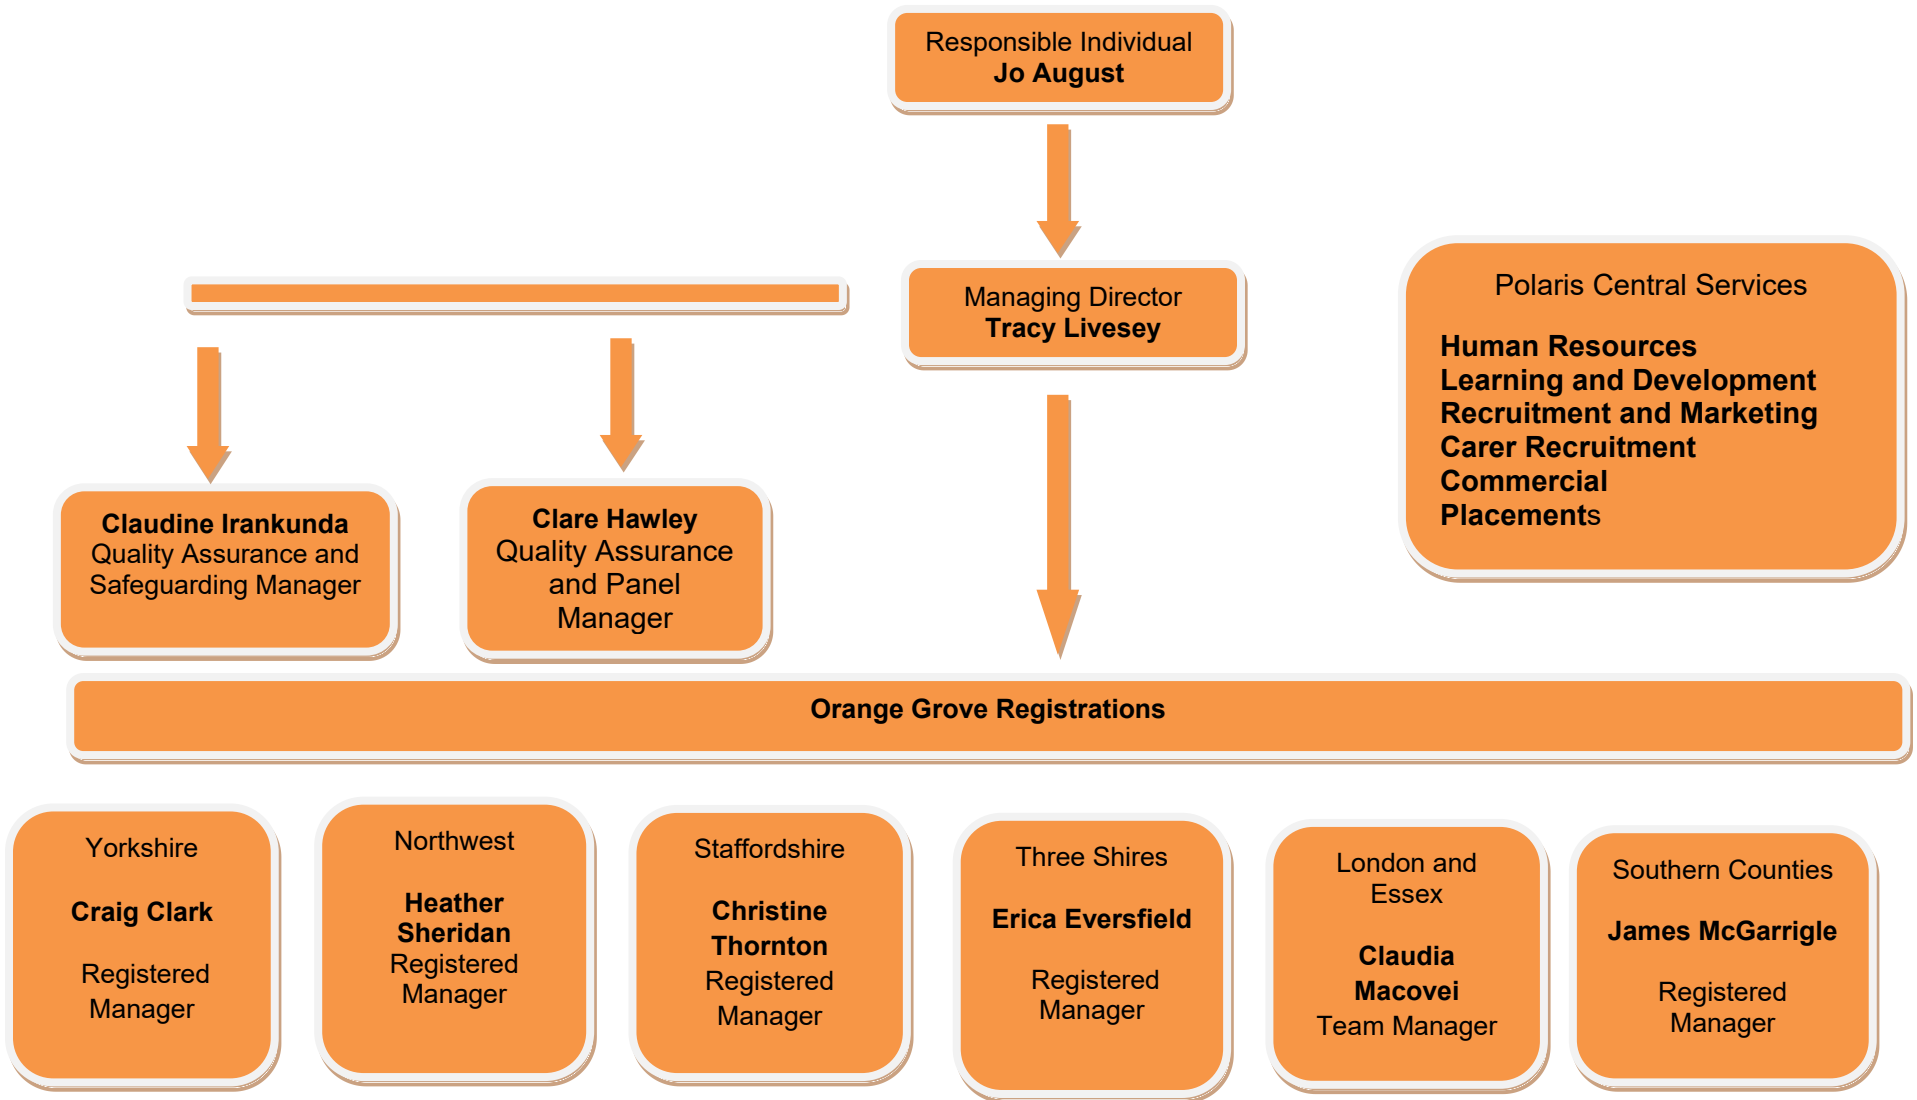 Responsible Individual
Jo August
Managing Director
Tracy Livesey
Polaris Central Services
Human Resources
Learning and Development
Recruitment and Marketing
Carer Recruitment
Commercial
Placements
Claudine Irankunda
Quality Assurance and
Safeguarding Manager
Clare Hawley
Quality Assurance
and Panel
Manager
Orange Grove Registrations
Yorkshire
Craig Clark
Registered
Manager
Northwest
Heather
Sheridan
Registered
Manager
Staffordshire
Christine
Thornton
Registered
Manager
Three Shires
Erica Eversfield
Registered
Manager
London and
Essex
Claudia
Macovei
Team Manager
Southern Counties
James McGarrigle
Registered
Manager